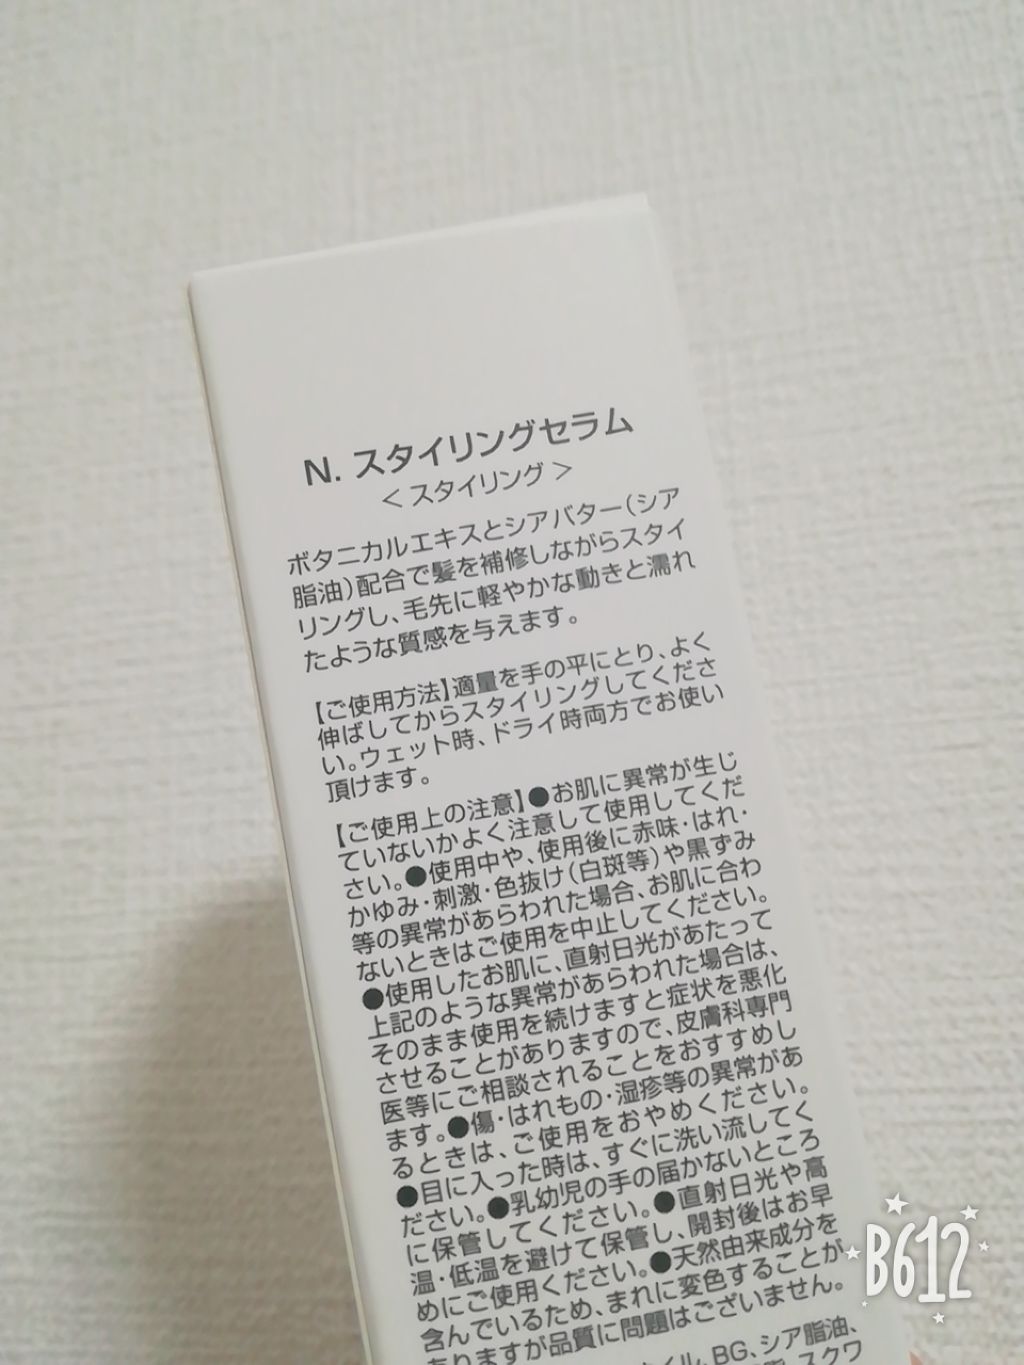 N. スタイリングセラム
＜スタイリング＞
ボタニカルエキスとシアバター（シア
脂油）配合で髪を補修しながらスタイ
リングし、毛先に軽やかな動きと濡れ
たような質感を与えます。
【ご使用方法】適量を手の平にとり、よく
伸ばしてからスタイリングしてくださ
い。ウェット時、ドライ時両方でお使い
頂けます。
【ご使用上の注意】●お肌に異常が生じ
ていないかよく注意して使用してくだ
さい。●使用中や、使用後に赤味・はれ・
かゆみ・刺激・色抜け（白斑等）や黒ずみ
等の異常があらわれた場合、お肌に合わ
ないときはご使用を中止してください。
●使用したお肌に、直射日光があたって
上記のような異常があらわれた場合は、
そのまま使用を続けますと症状を悪化
させることがありますので、皮膚科専門
医等にご相談されることをおすすめし
ます。●傷・はれもの・湿疹等の異常があ
るときは、ご使用をおやめください。
●目に入った時は、すぐに洗い流してく
ださい。●乳幼児の手の届かないところ
に保管してください。●直射日光や高
温・低温を避けて保管し、開封後はお早
めにご使用ください。●天然由来成分を
含んでいるため、まれに変色することが
ありますが品質に問題はございません。
イル、BG、シア脂油、
スクワ
B612